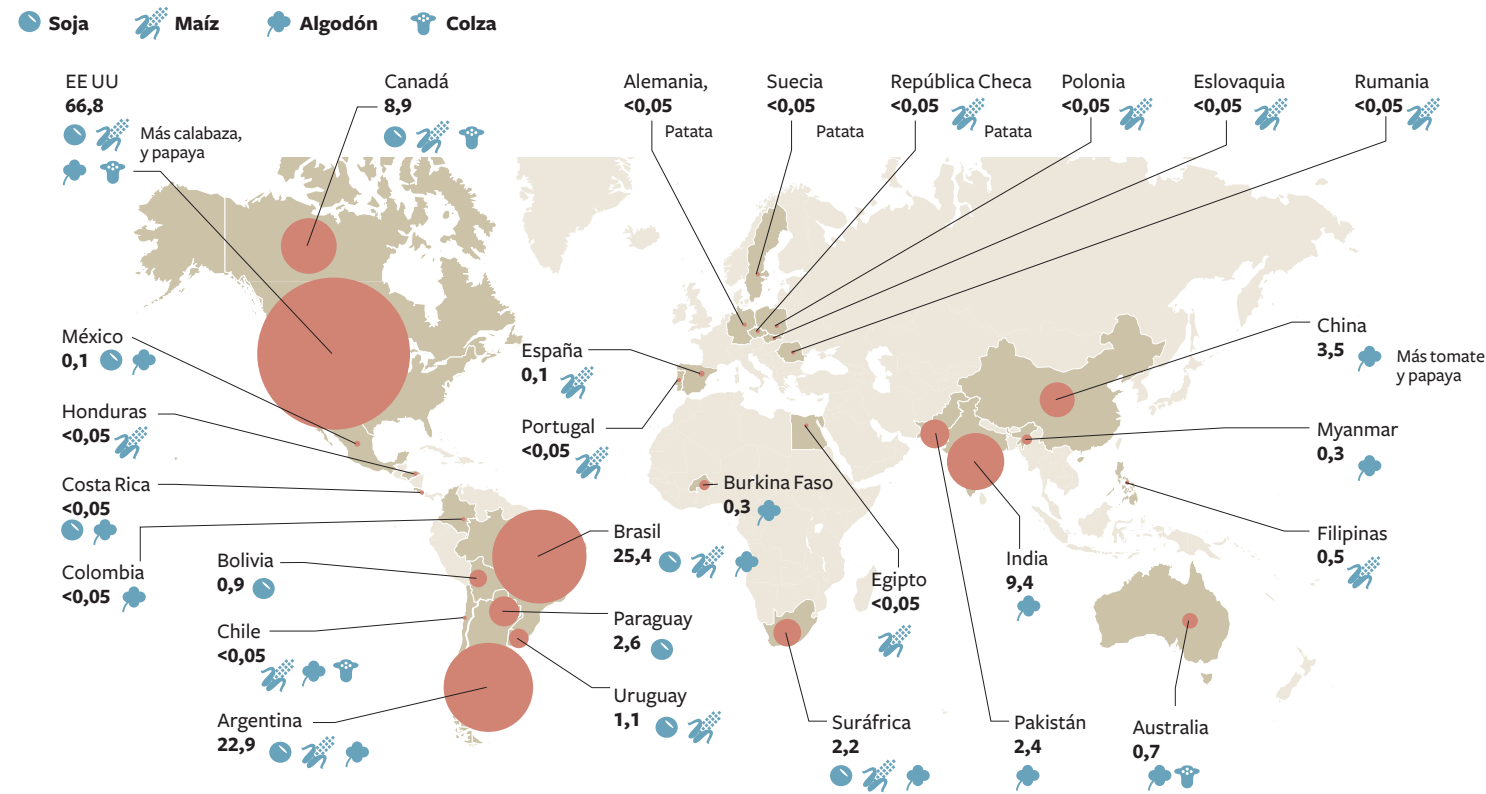 Soja
Maíz
Algodón
Colza
EE UU
66,8
Más calabaza,
y papaya
Canadá
8,9
Alemania,
<0,05
Patata
Suecia
<0,05
Patata
República Checa
<0,05
Patata
Polonia
<0,05
Eslovaquia
<0,05
Rumania
<0,05
México
0,1
Honduras
<0,05
Costa Rica
<0,05
Colombia
<0,05
Bolivia
0,9
Chile
<0,05
Argentina
22,9
España
0,1
Portugal
<0,05
Burkina Faso
0,3
Brasil
25,4
Paraguay
2,6
Uruguay
1,1
Egipto
<0,05
Suráfrica
2,2
India
9,4
Pakistán
2,4
China
3,5
Más tomate
y papaya
Myanmar
0,3
Filipinas
0,5
Australia
0,7